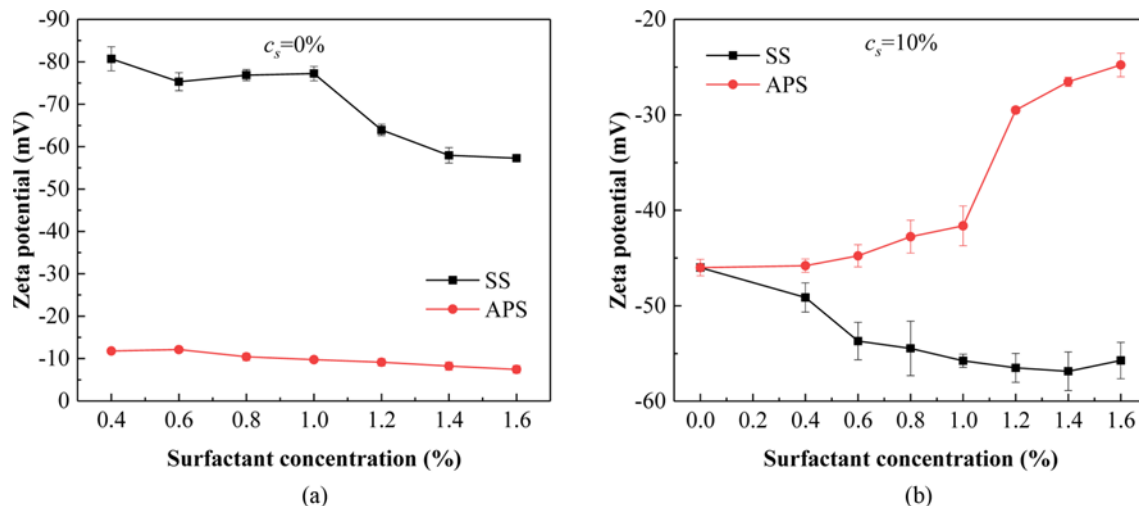 -90
-80
-70
-60
-50
-40
-30
-20
-10
0
Zeta potential (mV)
c_s=0%
SS
APS
0.4 0.6 0.8 1.0 1.2 1.4 1.6
Surfactant concentration (%)
(a)
-20
-30
-40
-50
-60
Zeta potential (mV)
SS
APS
c_s=10%
0.0 0.2 0.4 0.6 0.8 1.0 1.2 1.4 1.6
Surfactant concentration (%)
(b)